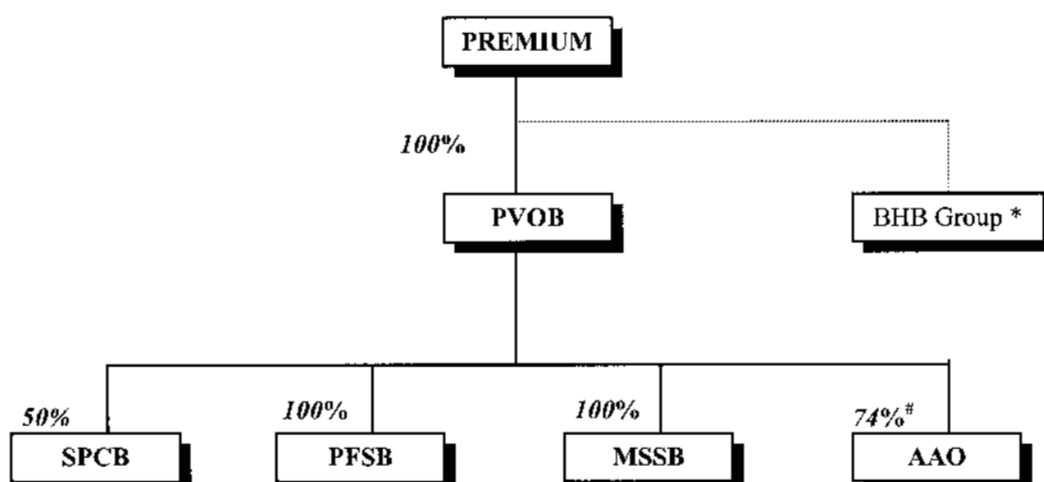 PREMIUM
100%
PVOB
BHB Group *
50%
100%
100%
74%#
SPCB
PFSB
MSSB
AAO